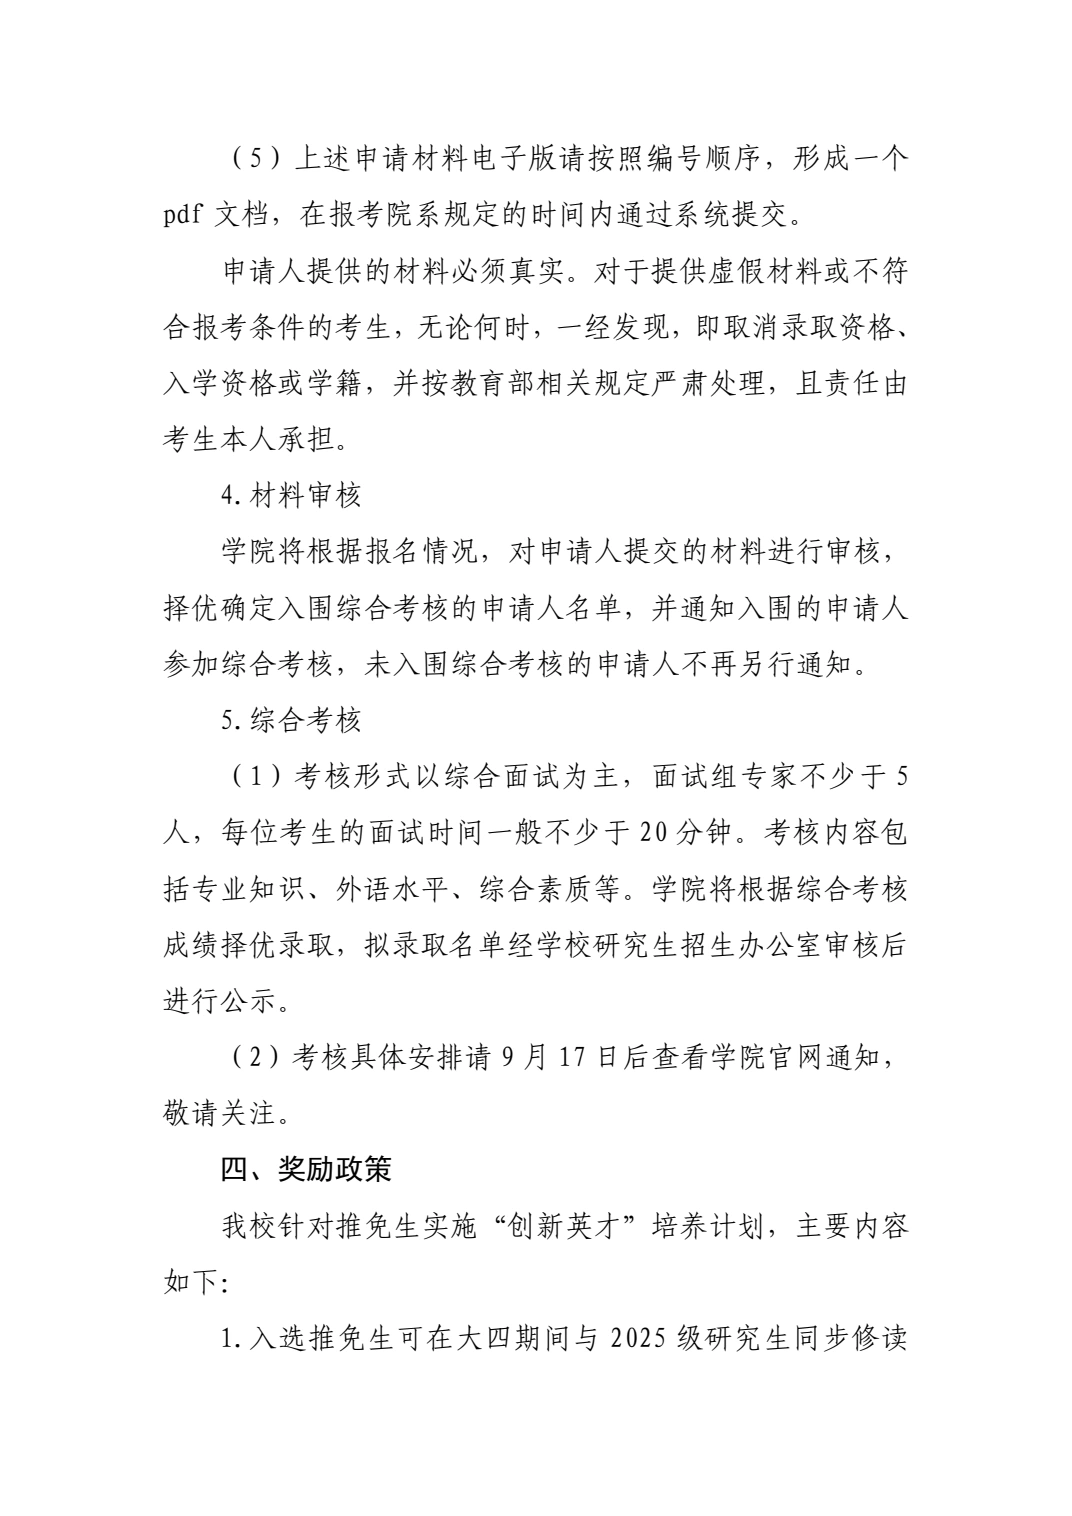 （5）上述申请材料电子版请按照编号顺序，形成一个
pdf 文档，在报考院系规定的时间内通过系统提交。
申请人提供的材料必须真实。对于提供虚假材料或不符
合报考条件的考生，无论何时，一经发现，即取消录取资格、
入学资格或学籍，并按教育部相关规定严肃处理，且责任由
考生本人承担。
4.材料审核
学院将根据报名情况，对申请人提交的材料进行审核，
择优确定入围综合考核的申请人名单，并通知入围的申请人
参加综合考核，未入围综合考核的申请人不再另行通知。
5.综合考核
（1）考核形式以综合面试为主，面试组专家不少于 5
人，每位考生的面试时间一般不少于 20 分钟。考核内容包
括专业知识、外语水平、综合素质等。学院将根据综合考核
成绩择优录取，拟录取名单经学校研究生招生办公室审核后
进行公示。
（2）考核具体安排请 9 月 17 日后查看学院官网通知，
敬请关注。
四、奖励政策
我校针对推免生实施“创新英才”培养计划，主要内容
如下：
1.入选推免生可在大四期间与 2025 级研究生同步修读